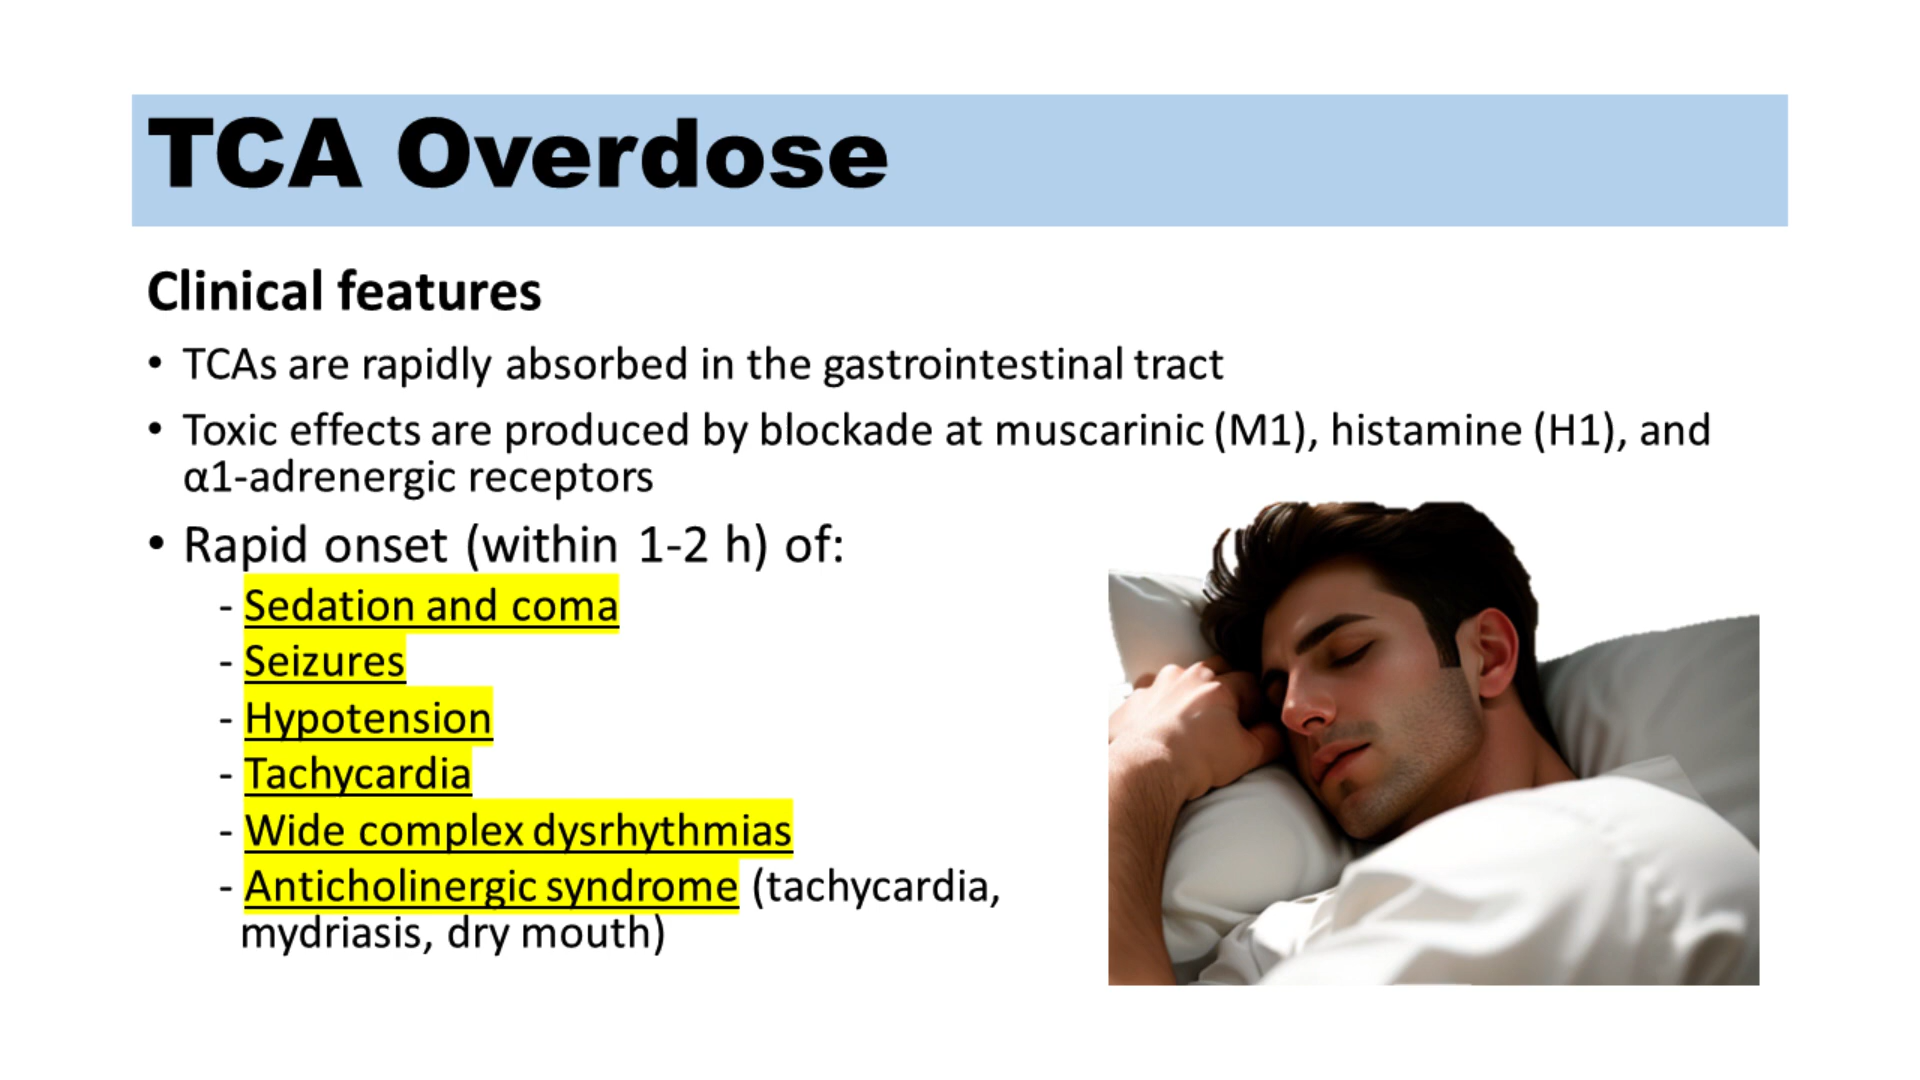 TCA Overdose
Clinical features
• TCAs are rapidly absorbed in the gastrointestinal tract
• Toxic effects are produced by blockade at muscarinic (M1), histamine (H1), and
α1-adrenergic receptors
• Rapid onset (within 1-2 h) of:
- Sedation and coma
- Seizures
- Hypotension
- Tachycardia
- Wide complex dysrhythmias
- Anticholinergic syndrome (tachycardia,
mydriasis, dry mouth)